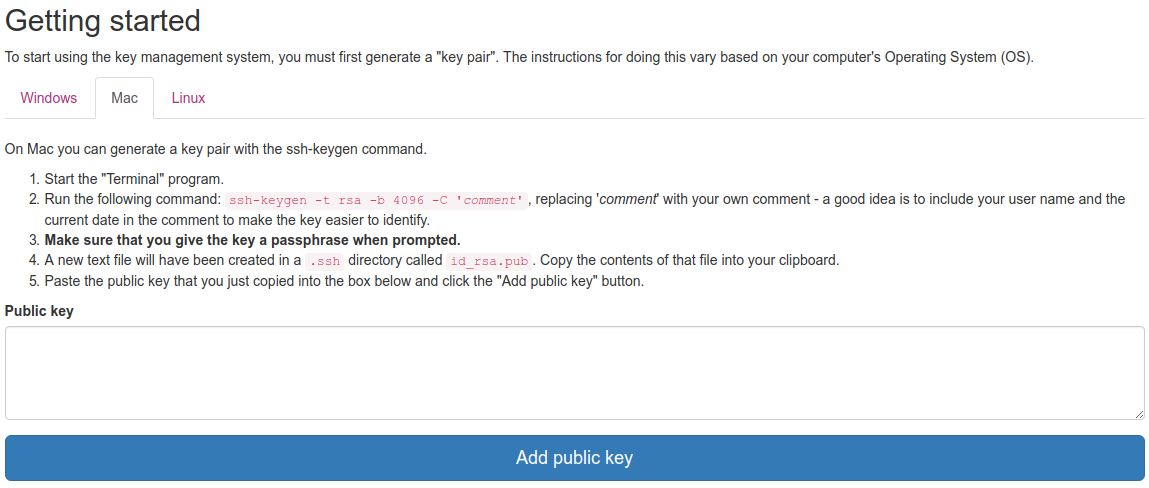 Getting started
To start using the key management system, you must first generate a "key pair". The instructions for doing this vary based on your computer's Operating System (OS).
Windows Mac Linux
On Mac you can generate a key pair with the ssh-keygen command.
1. Start the "Terminal" program.
2. Run the following command: ssh-keygen -t rsa -b 4096 -C 'comment', replacing 'comment' with your own comment - a good idea is to include your user name and the
current date in the comment to make the key easier to identify.
3. Make sure that you give the key a passphrase when prompted.
4. A new text file will have been created in a .ssh directory called id_rsa.pub. Copy the contents of that file into your clipboard.
5. Paste the public key that you just copied into the box below and click the "Add public key" button.
Public key
Add public key